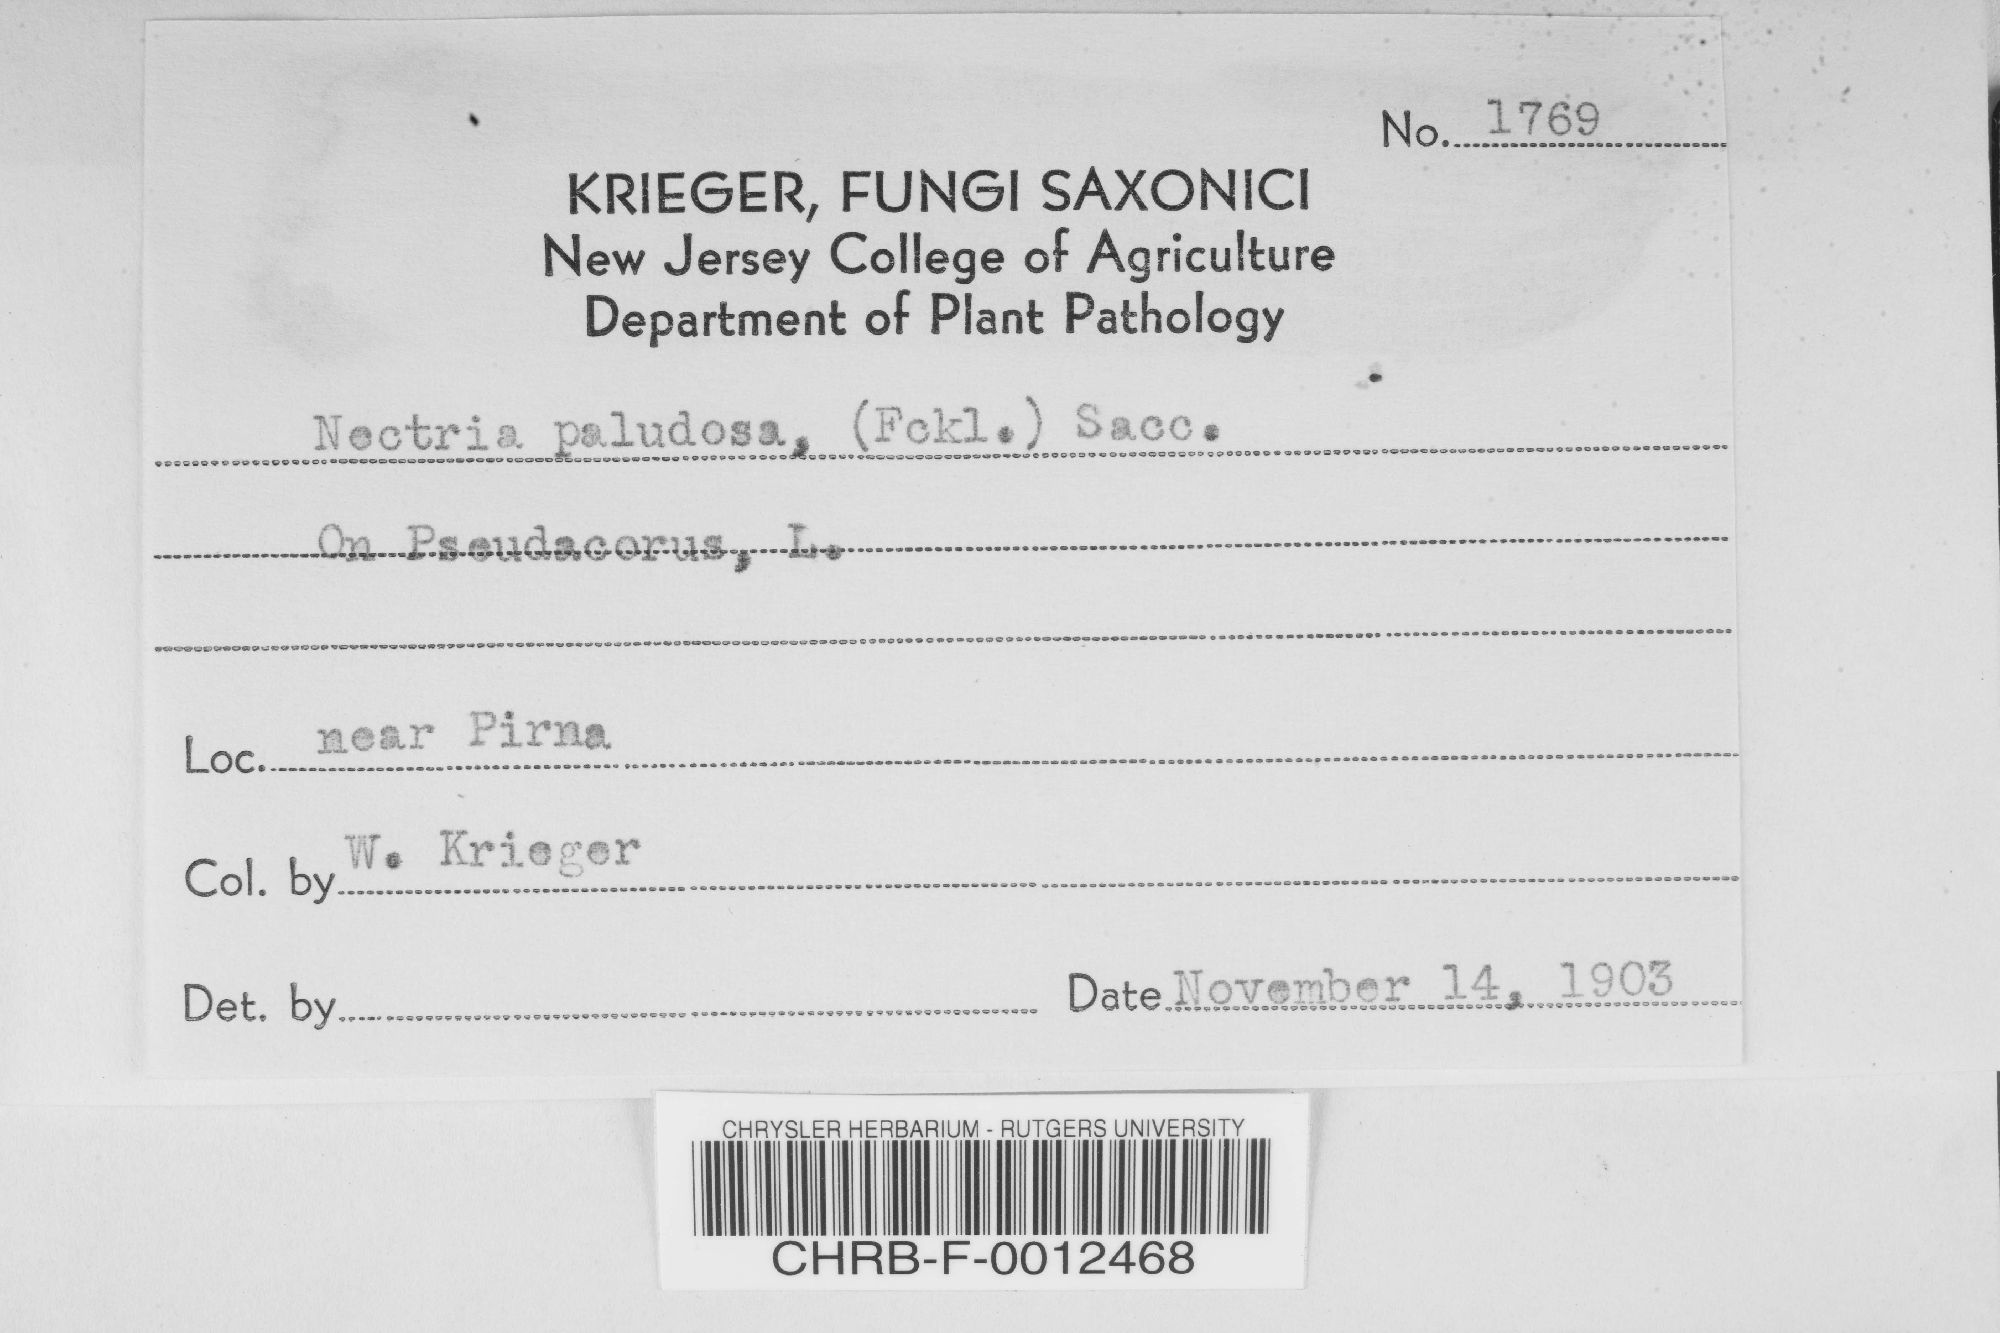 No. 1769
KRIEGER, FUNGI SAXONICI
New Jersey College of Agriculture
Department of Plant Pathology
Nectria paludosa, (Fckl.) Sacc.
On Pseudacorus, L.
Loc. near Pirna
Col. by W. Krieger
Det. by
Date November 14, 1903
CHRYSLER HERBARIUM - RUTGERS UNIVERSITY
CHRB-F-0012468